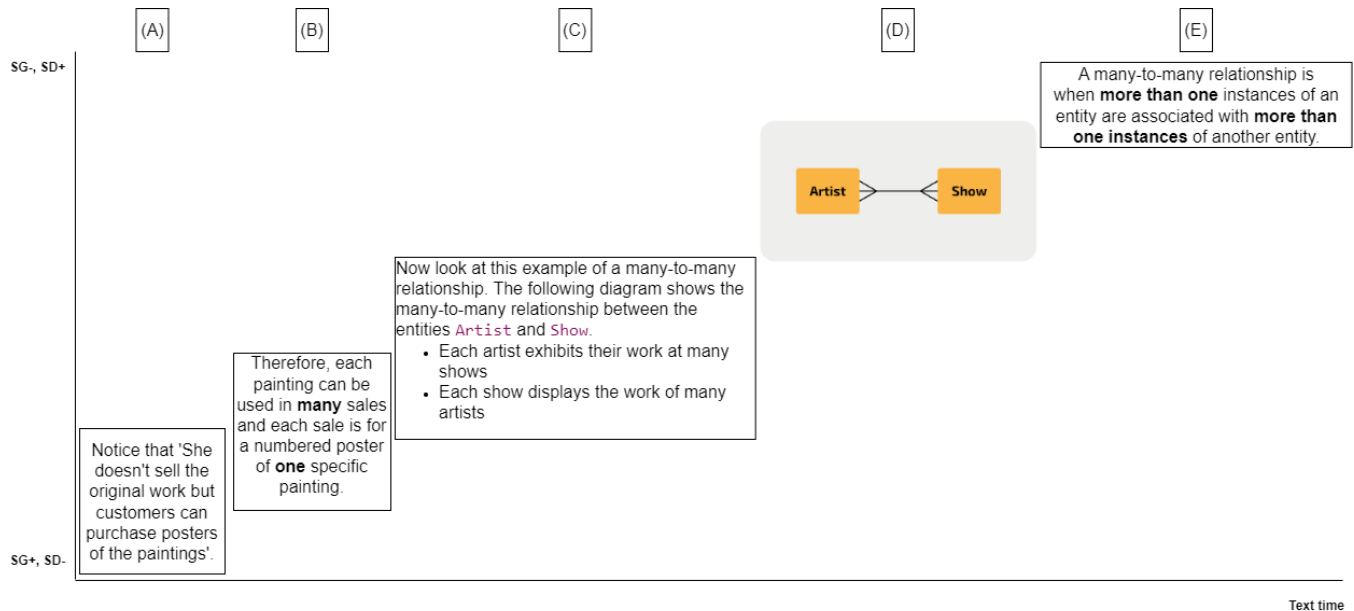 (A)
(B)
(C)
(D)
(E)
SG-, SD+
SG+, SD-
Notice that 'She
doesn't sell the
original work but
customers can
purchase posters
of the paintings'.
Therefore, each
painting can be
used in many sales
and each sale is for
a numbered poster
of one specific
painting.
Now look at this example of a many-to-many
relationship. The following diagram shows the
many-to-many relationship between the
entities Artist and Show.
• Each artist exhibits their work at many
shows
• Each show displays the work of many
artists
Artist
Show
A many-to-many relationship is
when more than one instances of an
entity are associated with more than
one instances of another entity.
Text time